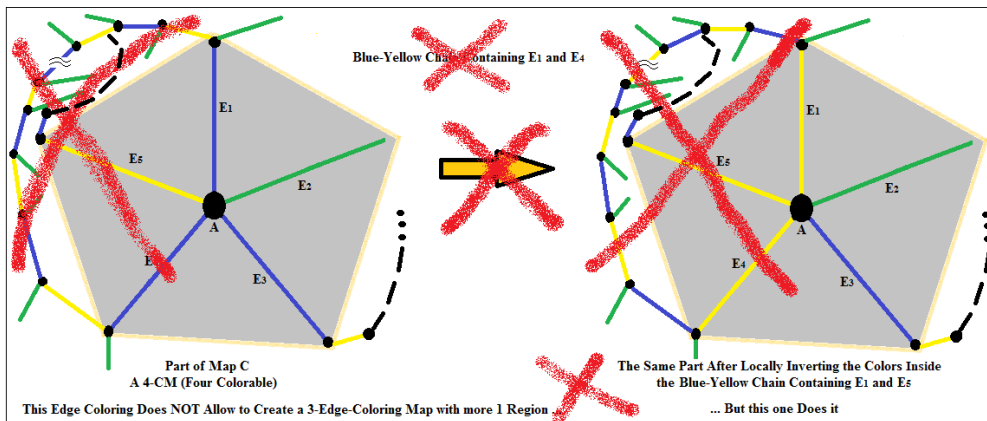 Blue-Yellow Chain Containing E1 and E4
E1
E5
E2
A
E
E3
Part of Map C
A 4-CM (Four Colorable)
This Edge Coloring Does NOT Allow to Create a 3-Edge-Coloring Map with more 1 Region ...
E1
E5
E2
A
E4
E3
The Same Part After Locally Inverting the Colors Inside
the Blue-Yellow Chain Containing E1 and E5
... But this one Does it